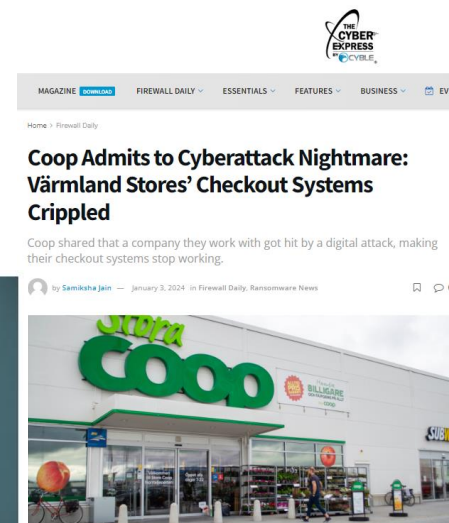 THE
CYBER
EXPRESS
BY CYBLE
MAGAZINE DOWNLOAD FIREWALL DAILY ESSENTIALS FEATURES BUSINESS EV
Home > Firewall Daily
Coop Admits to Cyberattack Nightmare:
Värmland Stores’ Checkout Systems
Crippled
Coop shared that a company they work with got hit by a digital attack, making
their checkout systems stop working.
by Samiksha Jain — January 3, 2024 in Firewall Daily, Ransomware News
Stora
COOP
BILLIGARE
SUBW